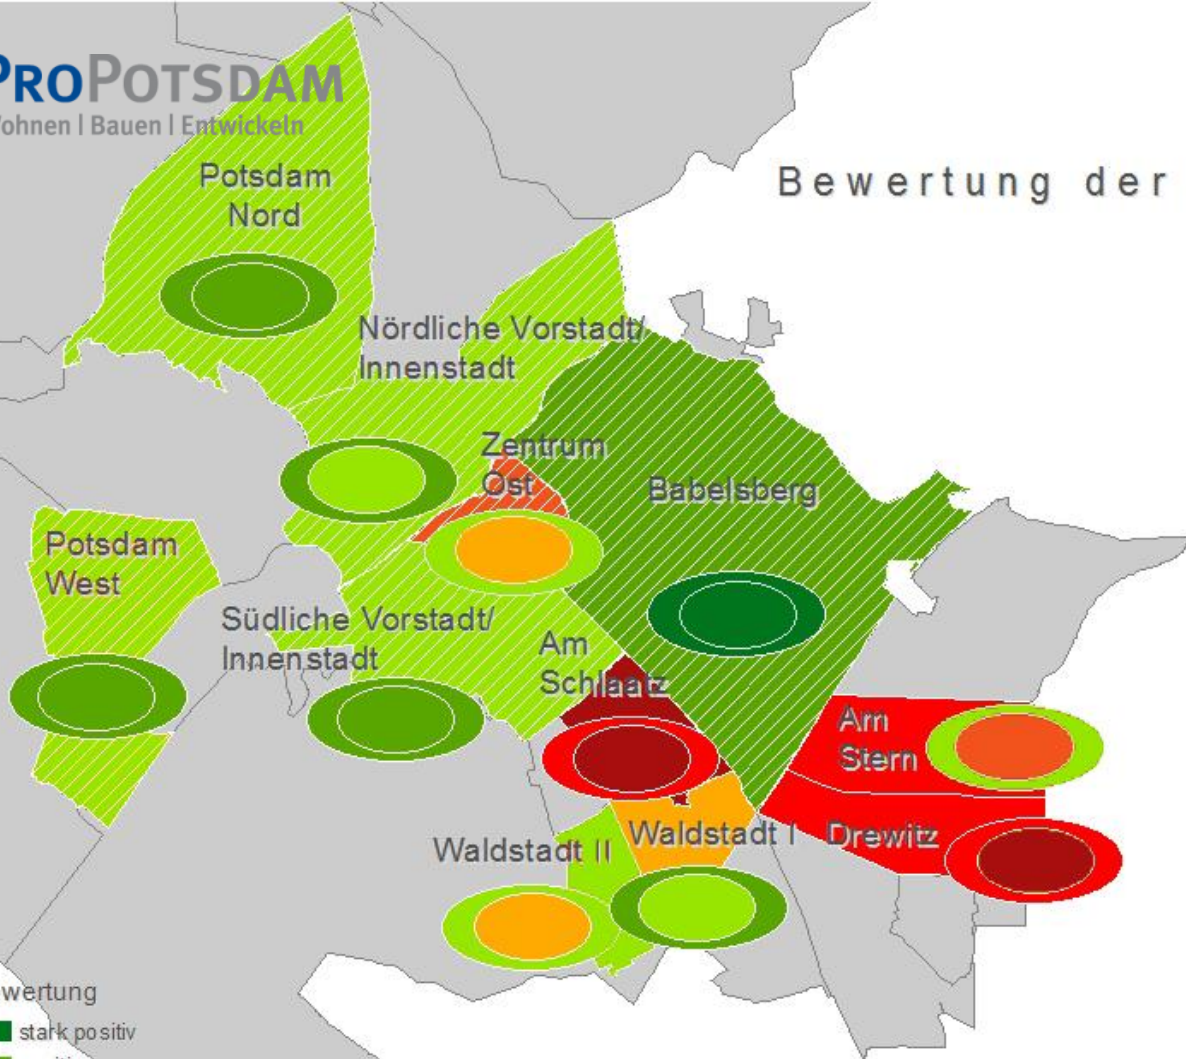 PROPOTSDAM
ohnen | Bauen | Entwickeln
Bewertung der
Potsdam
Nord
Nördliche Vorstadt/
Innenstadt
Zentrum
Ost
Babelsberg
Potsdam
West
Südliche Vorstadt/
Innenstadt
Am
Schlaatz
Am
Stern
Drewitz
Waldstadt I
Waldstadt II
wertung
stark positiv